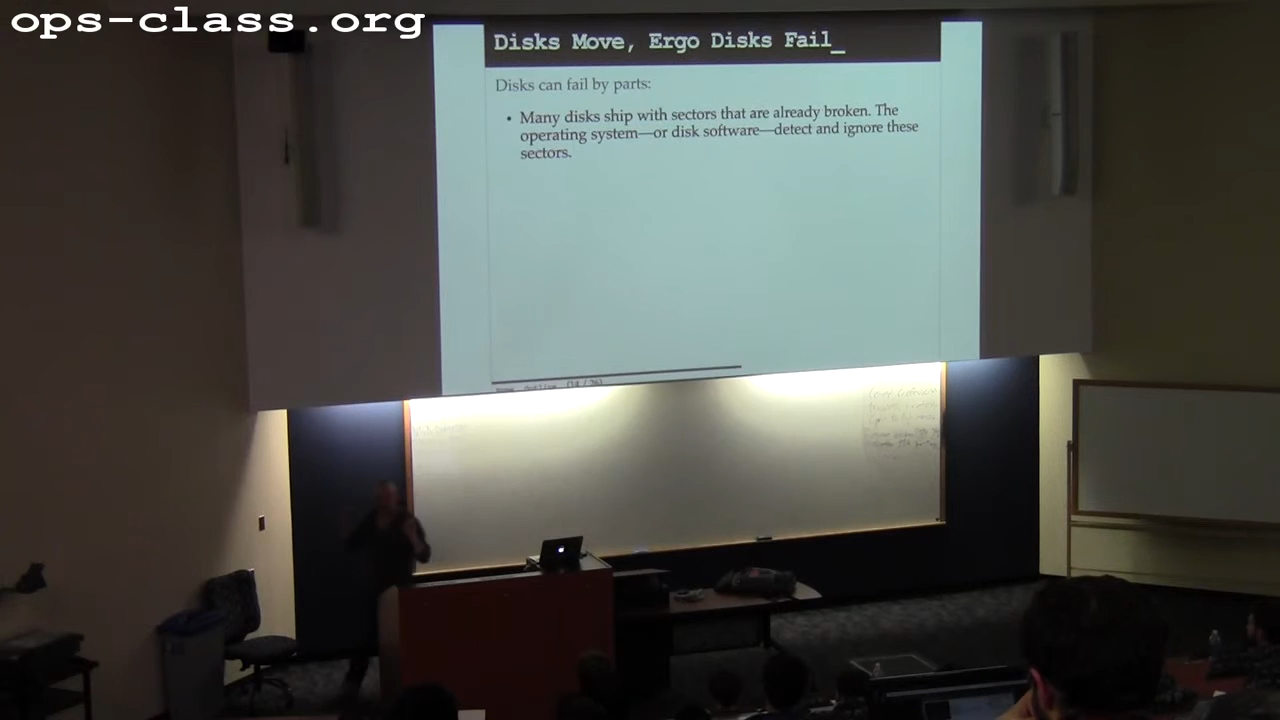 ops-class.org
Disks Move, Ergo Disks Fail_
Disks can fail by parts:
• Many disks ship with sectors that are already broken. The
operating system—or disk software—detect and ignore these
sectors.